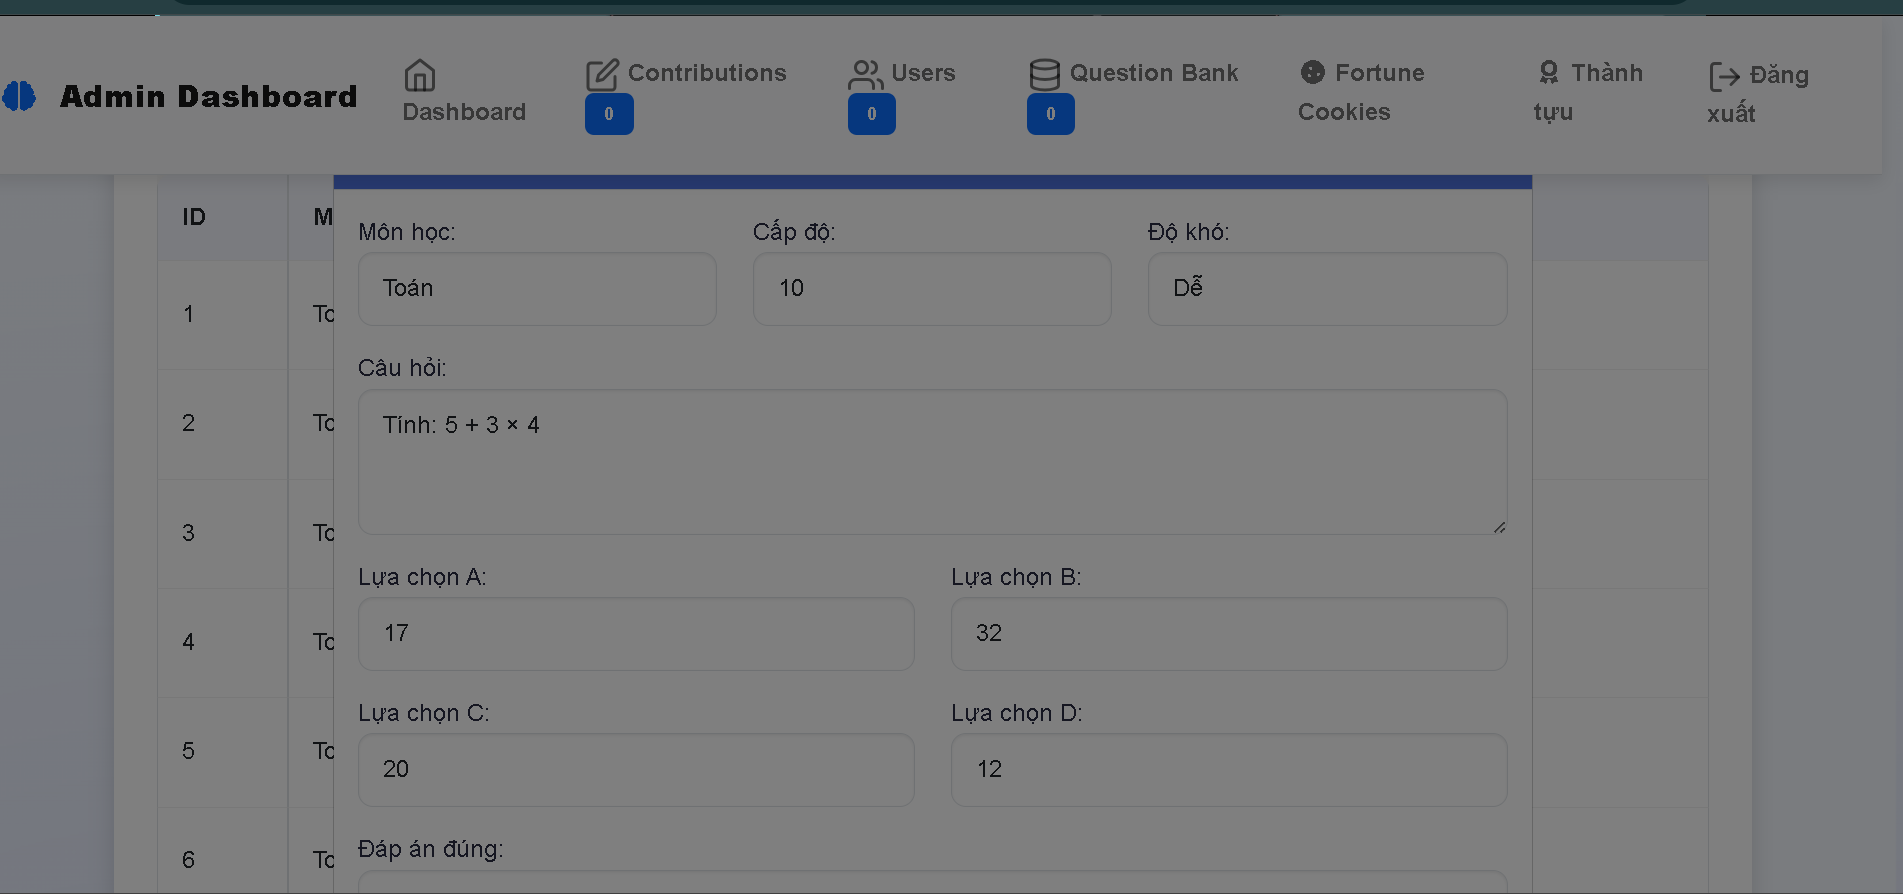 Admin Dashboard
Dashboard
Contributions
0
Users
0
Question Bank
0
Fortune
Cookies
Thành
tựu
Đăng
xuất
ID
M
Môn học:
Cấp độ:
Độ khó:
1
To
Toán
10
Dễ
Câu hỏi:
2
To
Tính: 5 + 3 × 4
3
To
Lựa chọn A:
Lựa chọn B:
4
To
17
32
Lựa chọn C:
Lựa chọn D:
5
To
20
12
Đáp án đúng:
6
To